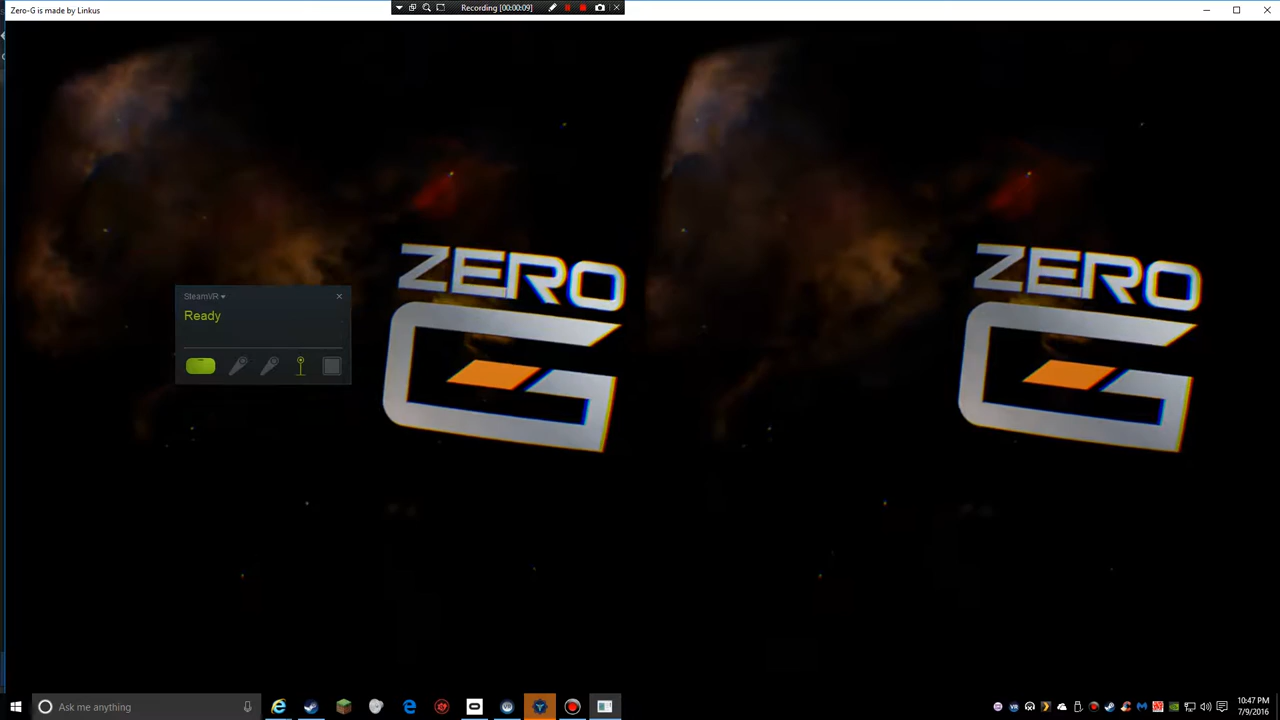 Zero-G is made by Linkus
Recording [00:00:09]
ZERO
G
ZERO
G
SteamVR
Ready
Ask me anything
10:47 PM
7/9/2016